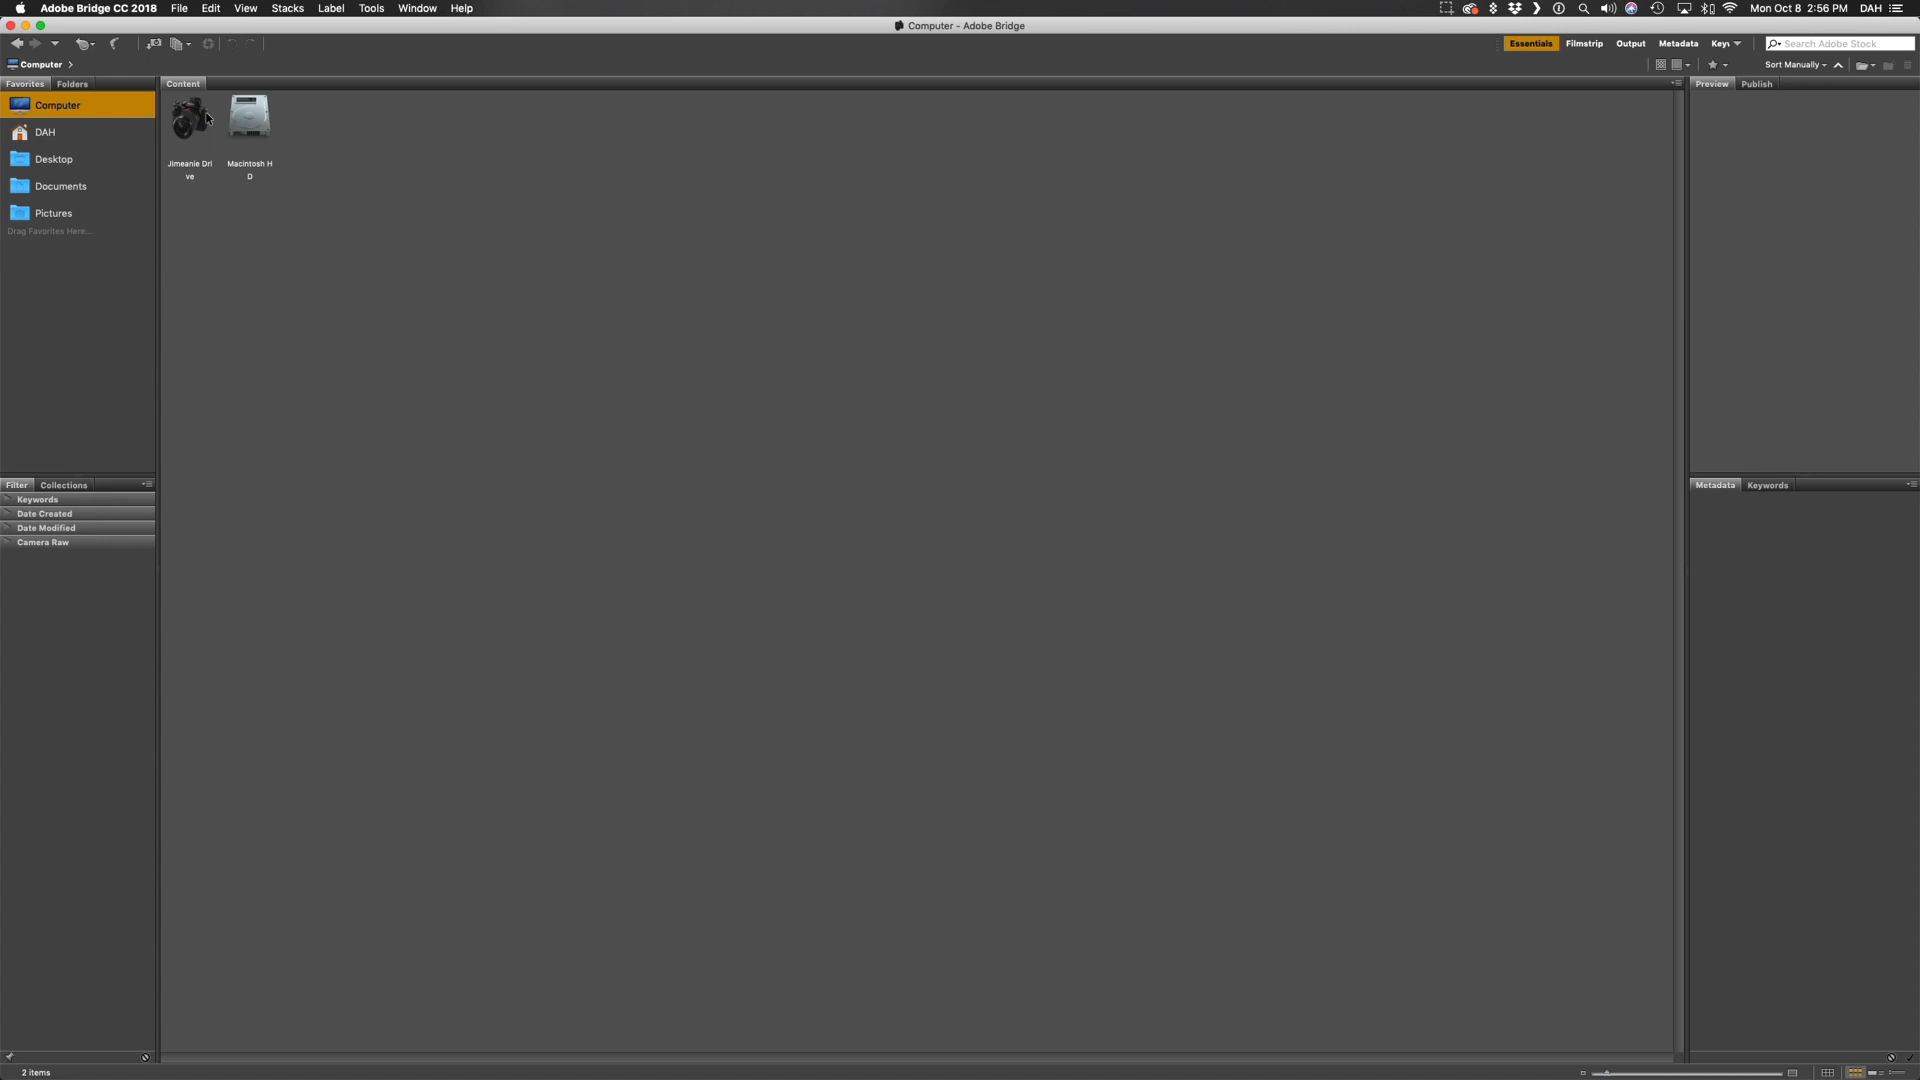 Adobe Bridge CC 2018 File Edit View Stacks Label Tools Window Help Mon Oct 8 2:56 PM DAH
Computer - Adobe Bridge
Essentials Filmstrip Output Metadata Keyw Search Adobe Stock
Computer Sort Manually
Favorites Folders Content Preview Publish
Computer
DAH
Desktop
Documents
Pictures
Drag Favorites Here...
Jimeanie Dri
ve
Macintosh H
D
Filter Collections
Keywords
Date Created
Date Modified
Camera Raw
Metadata Keywords
2 items